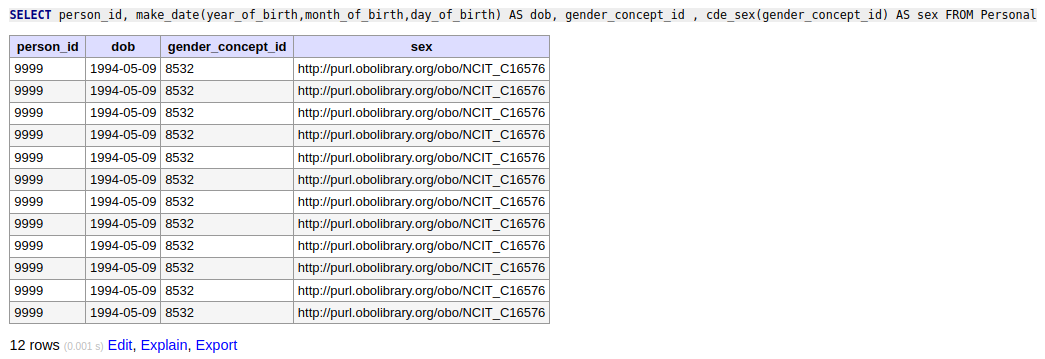 SELECT person_id, make_date(year_of_birth,month_of_birth,day_of_birth) AS dob, gender_concept_id , cde_sex(gender_concept_id) AS sex FROM Personal
person_id dob gender_concept_id sex
9999 1994-05-09 8532 http://purl.obolibrary.org/obo/NCIT_C16576
9999 1994-05-09 8532 http://purl.obolibrary.org/obo/NCIT_C16576
9999 1994-05-09 8532 http://purl.obolibrary.org/obo/NCIT_C16576
9999 1994-05-09 8532 http://purl.obolibrary.org/obo/NCIT_C16576
9999 1994-05-09 8532 http://purl.obolibrary.org/obo/NCIT_C16576
9999 1994-05-09 8532 http://purl.obolibrary.org/obo/NCIT_C16576
9999 1994-05-09 8532 http://purl.obolibrary.org/obo/NCIT_C16576
9999 1994-05-09 8532 http://purl.obolibrary.org/obo/NCIT_C16576
9999 1994-05-09 8532 http://purl.obolibrary.org/obo/NCIT_C16576
9999 1994-05-09 8532 http://purl.obolibrary.org/obo/NCIT_C16576
9999 1994-05-09 8532 http://purl.obolibrary.org/obo/NCIT_C16576
9999 1994-05-09 8532 http://purl.obolibrary.org/obo/NCIT_C16576
12 rows (0.001 s) Edit, Explain, Export